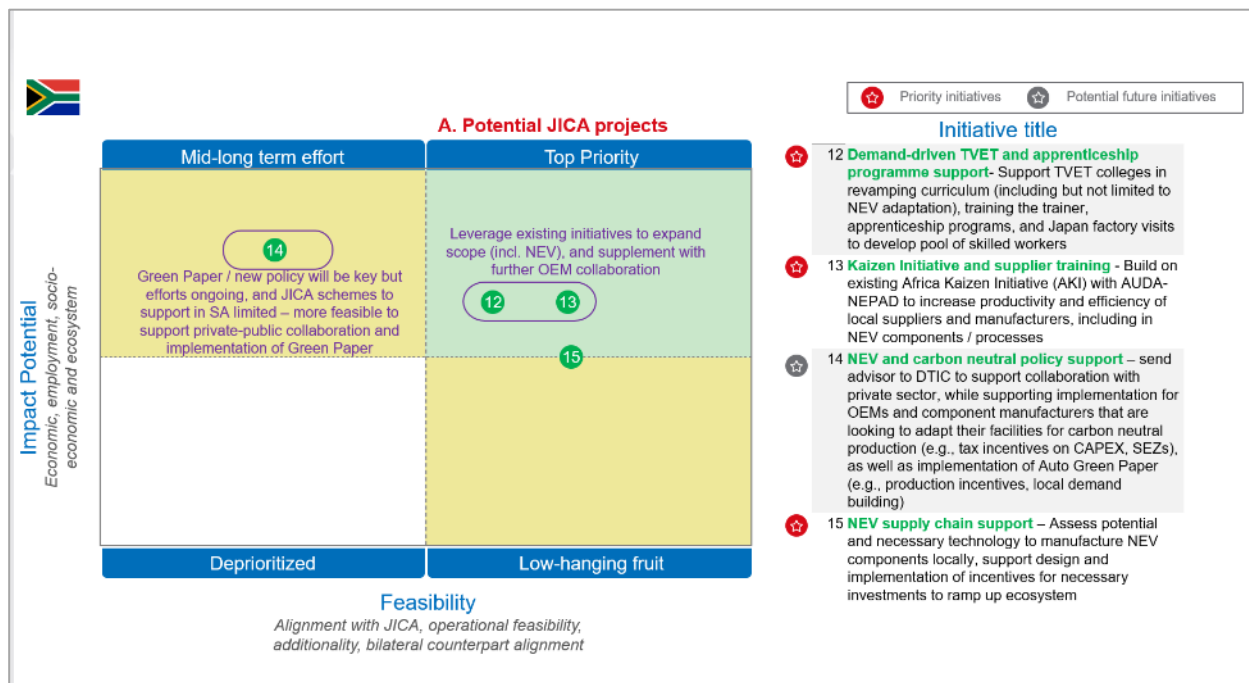 Priority initiatives
Potential future initiatives
A. Potential JICA projects
Initiative title
Mid-long term effort
Top Priority
14
Green Paper / new policy will be key but
efforts ongoing, and JICA schemes to
support in SA limited – more feasible to
support private-public collaboration and
implementation of Green Paper
Leverage existing initiatives to expand
scope (incl. NEV), and supplement with
further OEM collaboration
12
13
15
Impact Potential
Economic, employment, socio-
economic and ecosystem
Deprioritized
Low-hanging fruit
Feasibility
Alignment with JICA, operational feasibility,
additionality, bilateral counterpart alignment
12 Demand-driven TVET and apprenticeship
programme support- Support TVET colleges in
revamping curriculum (including but not limited to
NEV adaptation), training the trainer,
apprenticeship programs, and Japan factory visits
to develop pool of skilled workers
13 Kaizen Initiative and supplier training - Build on
existing Africa Kaizen Initiative (AKI) with AUDA-
NEPAD to increase productivity and efficiency of
local suppliers and manufacturers, including in
NEV components / processes
14 NEV and carbon neutral policy support – send
advisor to DTIC to support collaboration with
private sector, while supporting implementation for
OEMs and component manufacturers that are
looking to adapt their facilities for carbon neutral
production (e.g., tax incentives on CAPEX, SEZs),
as well as implementation of Auto Green Paper
(e.g., production incentives, local demand
building)
15 NEV supply chain support – Assess potential
and necessary technology to manufacture NEV
components locally, support design and
implementation of incentives for necessary
investments to ramp up ecosystem